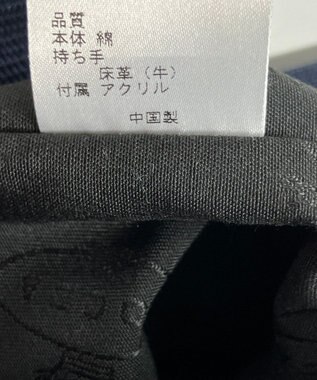 品質
本体 綿
持ち手
床革（牛）
付属 アクリル
中国製